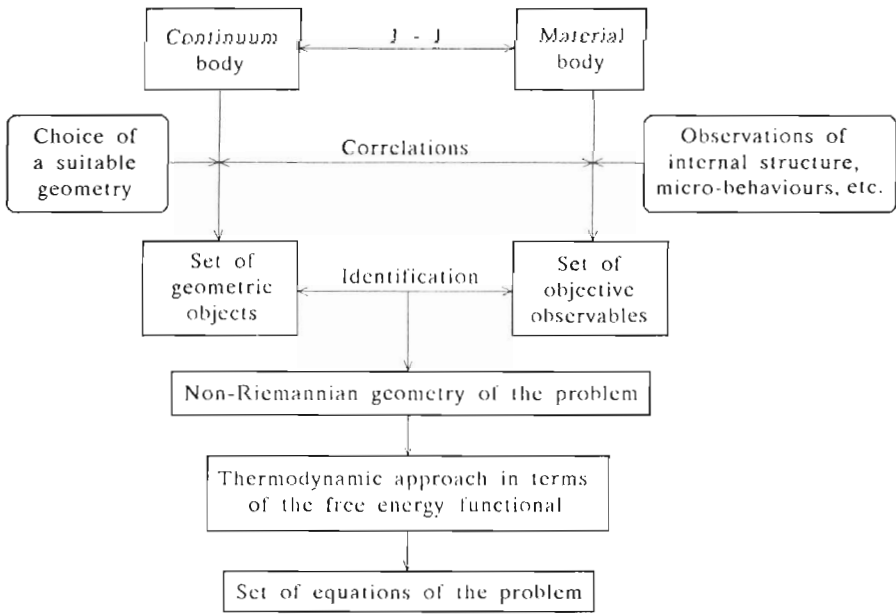 Continuum
body
1 - 1
Material
body
Choice of
a suitable
geometry
Correlations
Observations of
internal structure,
micro-behaviours, etc.
Set of
geometric
objects
Identification
Set of
objective
observables
Non-Riemannian geometry of the problem
Thermodynamic approach in terms
of the free energy functional
Set of equations of the problem